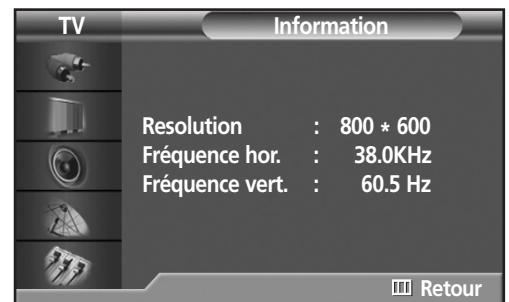 TV Information
Resolution : 800 * 600
Fréquence hor. : 38.0KHz
Fréquence vert. : 60.5 Hz
Retour